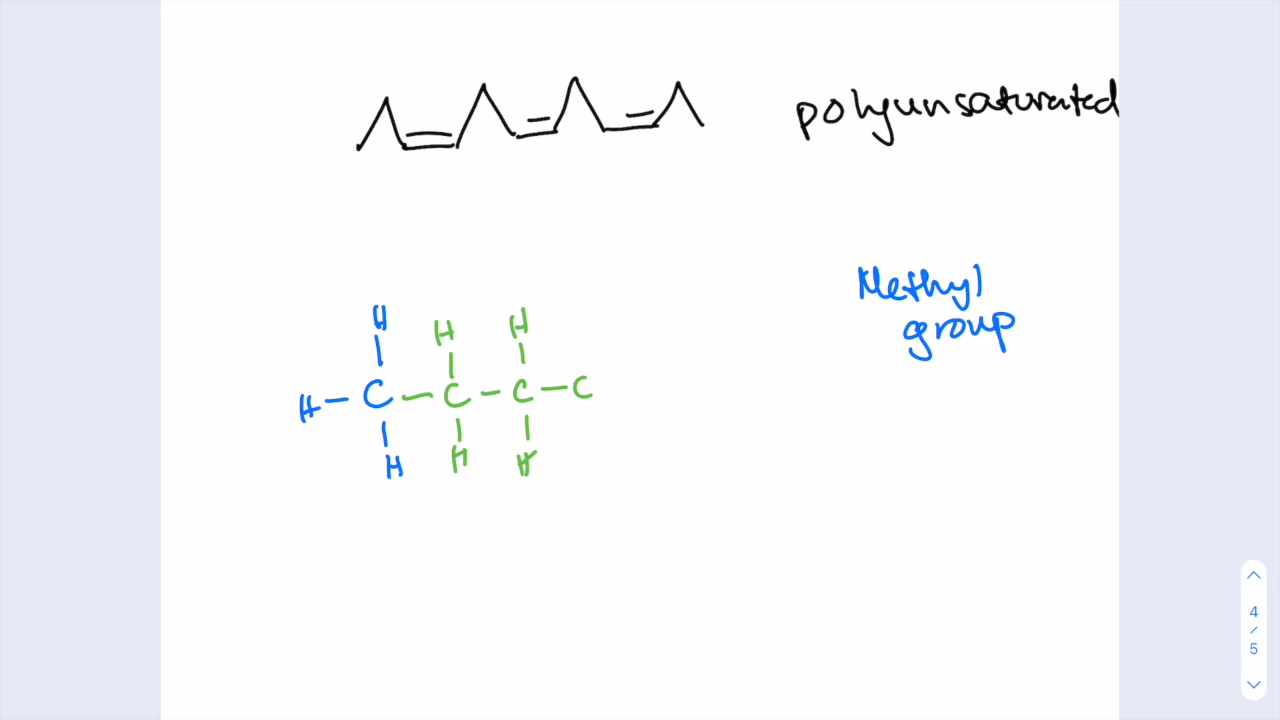 polyunsaturated
Methyl
group
H H H
H – C – C – C – C
H H H
4
/
5